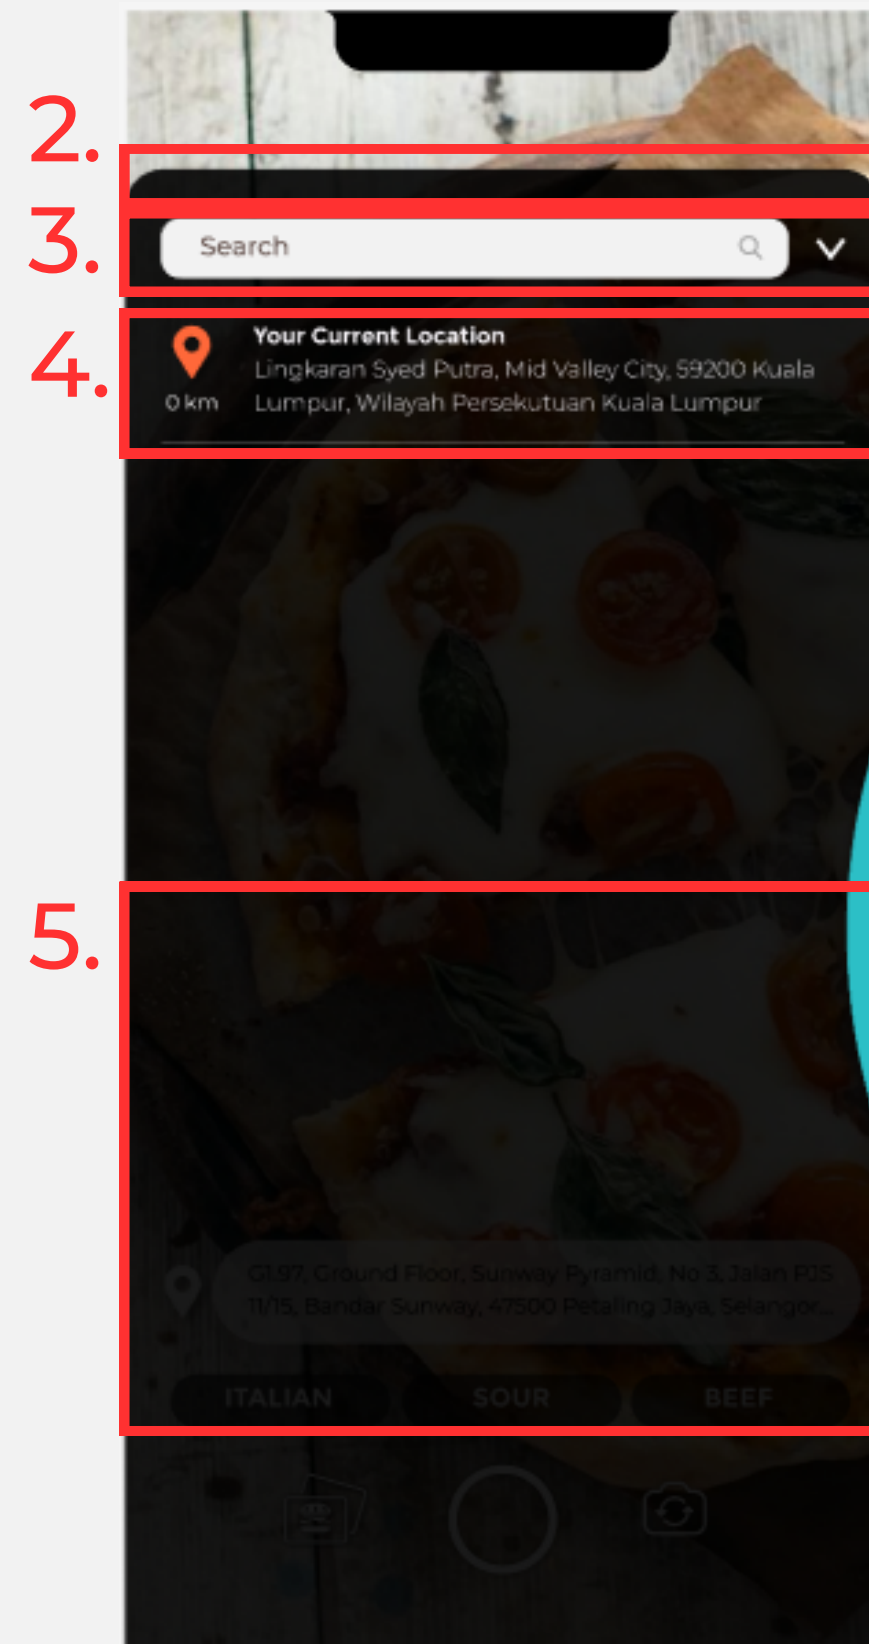 2.
3.
Search
4.
Your Current Location
Lingkaran Syed Putra, Mid Valley City, 59200 Kuala
0 km
Lumpur, Wilayah Persekutuan Kuala Lumpur
5.
G1.97, Ground Floor, Sunway Pyramid, No 3, Jalan PJS
11/15, Bandar Sunway, 47500 Petaling Jaya, Selangor...
ITALIAN
SOUR
BEEF